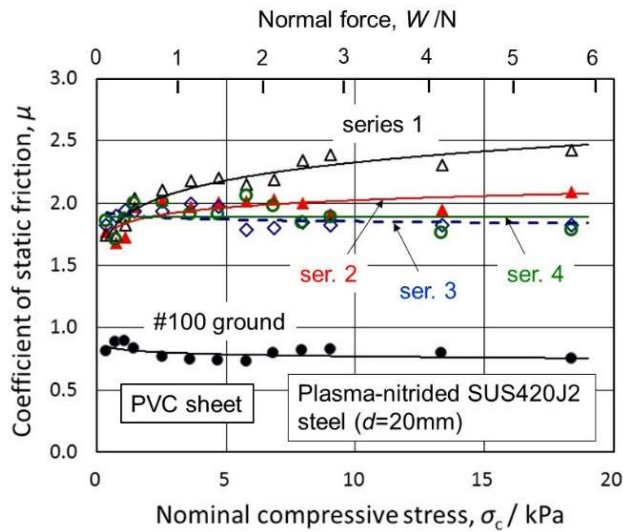 Normal force, W /N
0 1 2 3 4 5 6
3.0
2.5
2.0
1.5
1.0
0.5
0.0
Coefficient of static friction, μ
series 1
ser. 2
ser. 3
ser. 4
#100 ground
PVC sheet
Plasma-nitrided SUS420J2
steel (d=20mm)
0 5 10 15 20
Nominal compressive stress, σc / kPa